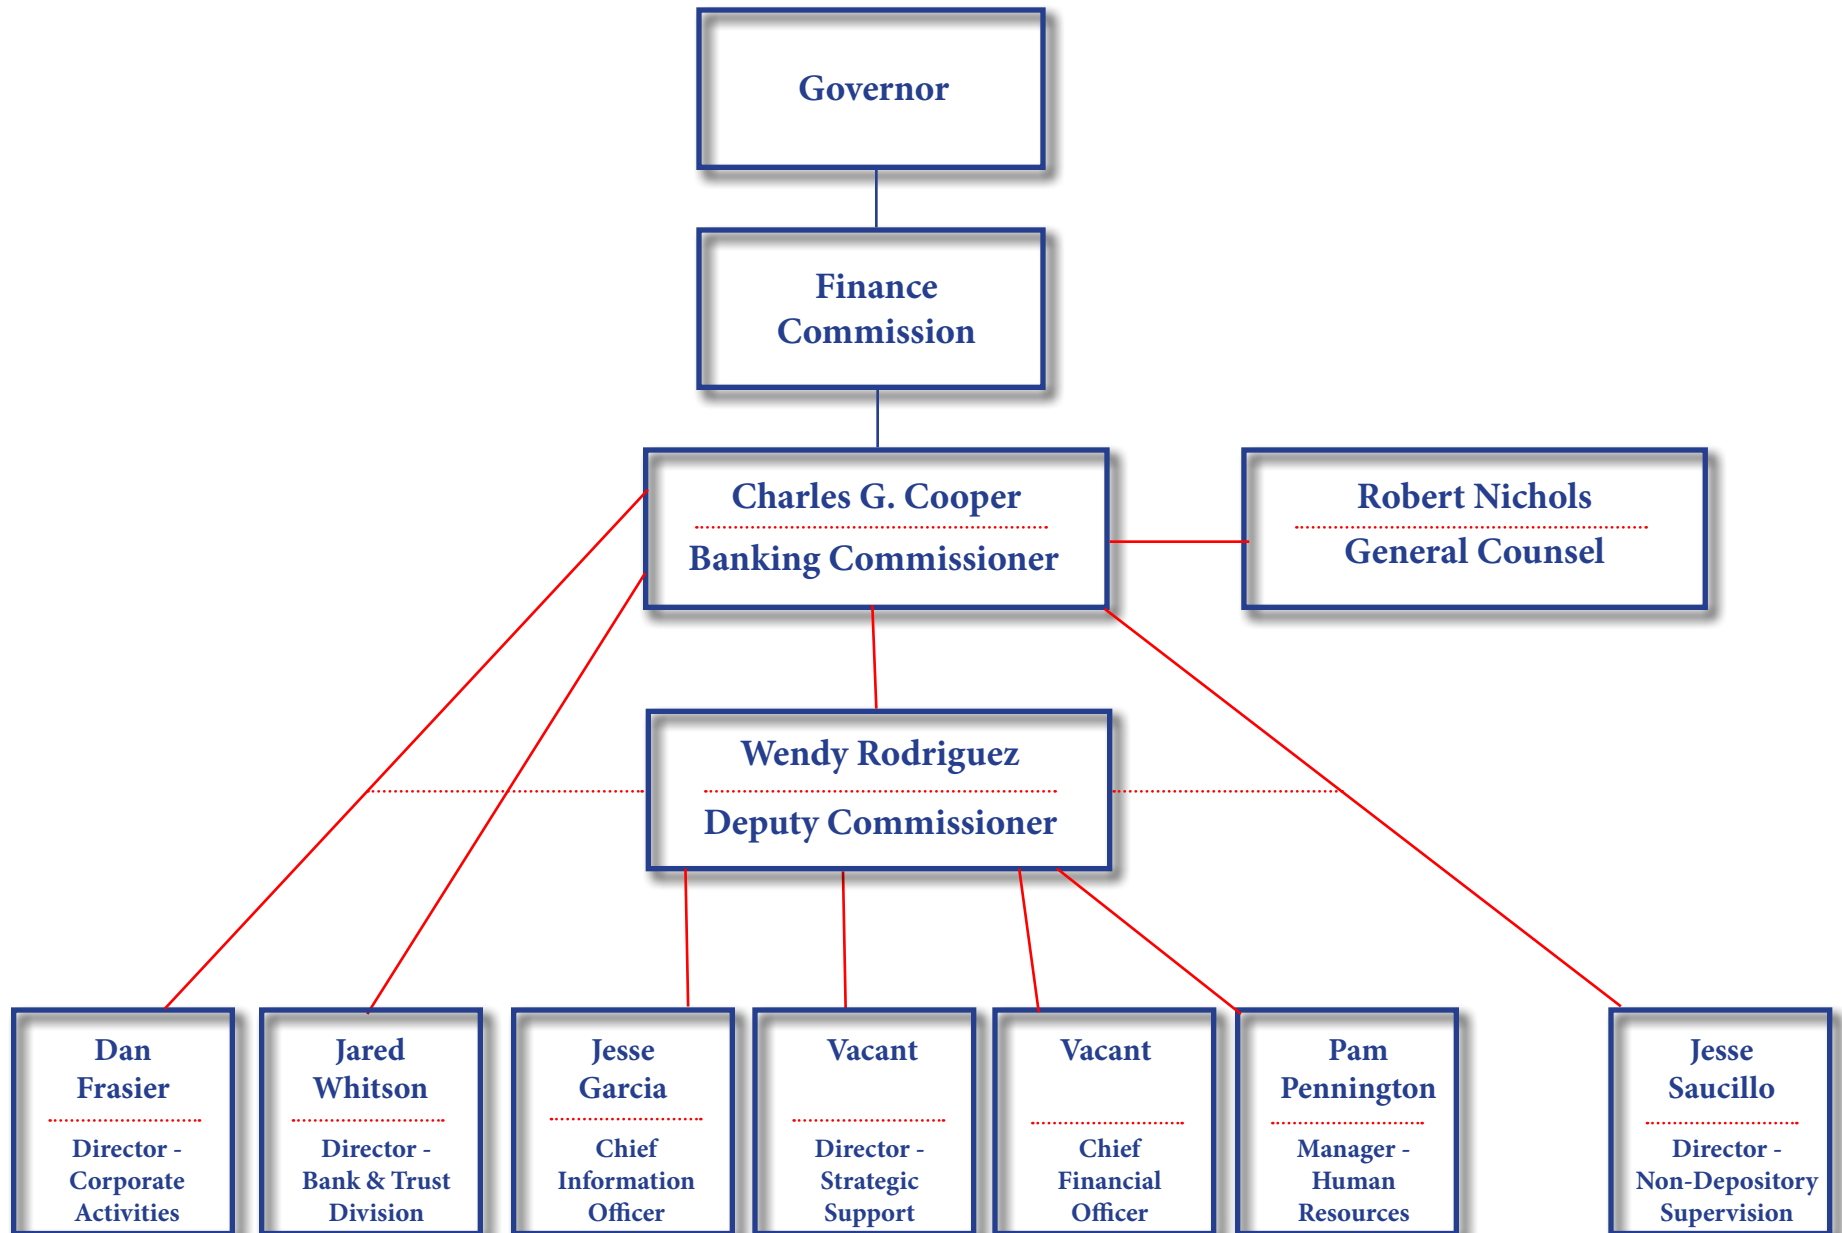 Governor
Finance
Commission
Charles G. Cooper
Banking Commissioner
Robert Nichols
General Counsel
Wendy Rodriguez
Deputy Commissioner
Dan
Frasier
Director -
Corporate
Activities
Jared
Whitson
Director -
Bank & Trust
Division
Jesse
Garcia
Chief
Information
Officer
Vacant
Director -
Strategic
Support
Vacant
Chief
Financial
Officer
Pam
Pennington
Manager -
Human
Resources
Jesse
Saucillo
Director -
Non-Depository
Supervision